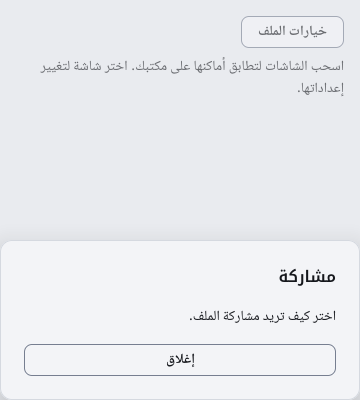 خيارات الملف
اسحب الشاشات لتطابق أماكنها على مكتبك. اختر شاشة لتغيير
إعداداتها.
مشاركة
اختر كيف تريد مشاركة الملف.
إغلاق